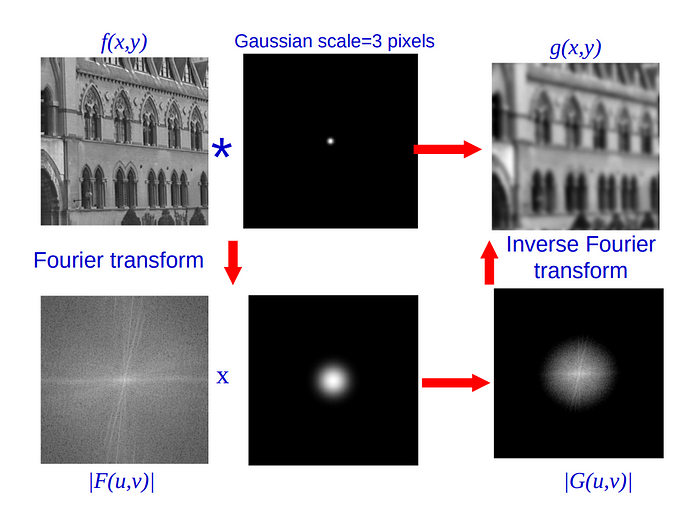 f(x,y)
Gaussian scale=3 pixels
g(x,y)
*
Fourier transform
Inverse Fourier
transform
x
|F(u,v)|
|G(u,v)|